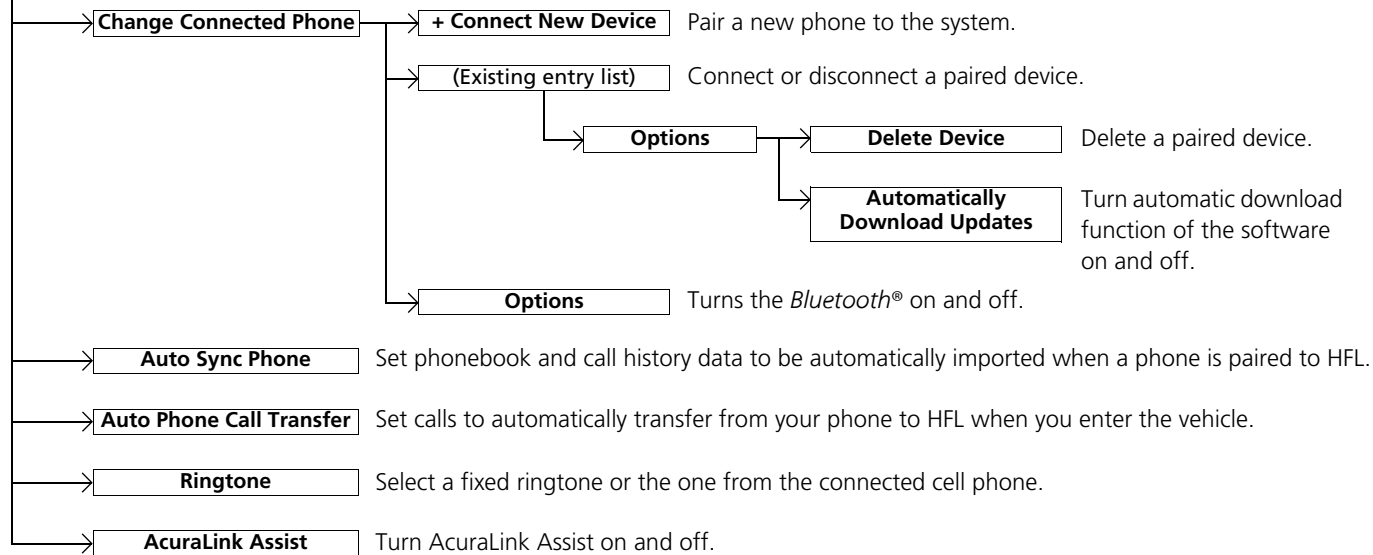 Change Connected Phone
+ Connect New Device
Pair a new phone to the system.
(Existing entry list)
Connect or disconnect a paired device.
Options
Delete Device
Delete a paired device.
Automatically
Download Updates
Turn automatic download
function of the software
on and off.
Options
Turns the Bluetooth® on and off.
Auto Sync Phone
Set phonebook and call history data to be automatically imported when a phone is paired to HFL.
Auto Phone Call Transfer
Set calls to automatically transfer from your phone to HFL when you enter the vehicle.
Ringtone
Select a fixed ringtone or the one from the connected cell phone.
AcuraLink Assist
Turn AcuraLink Assist on and off.